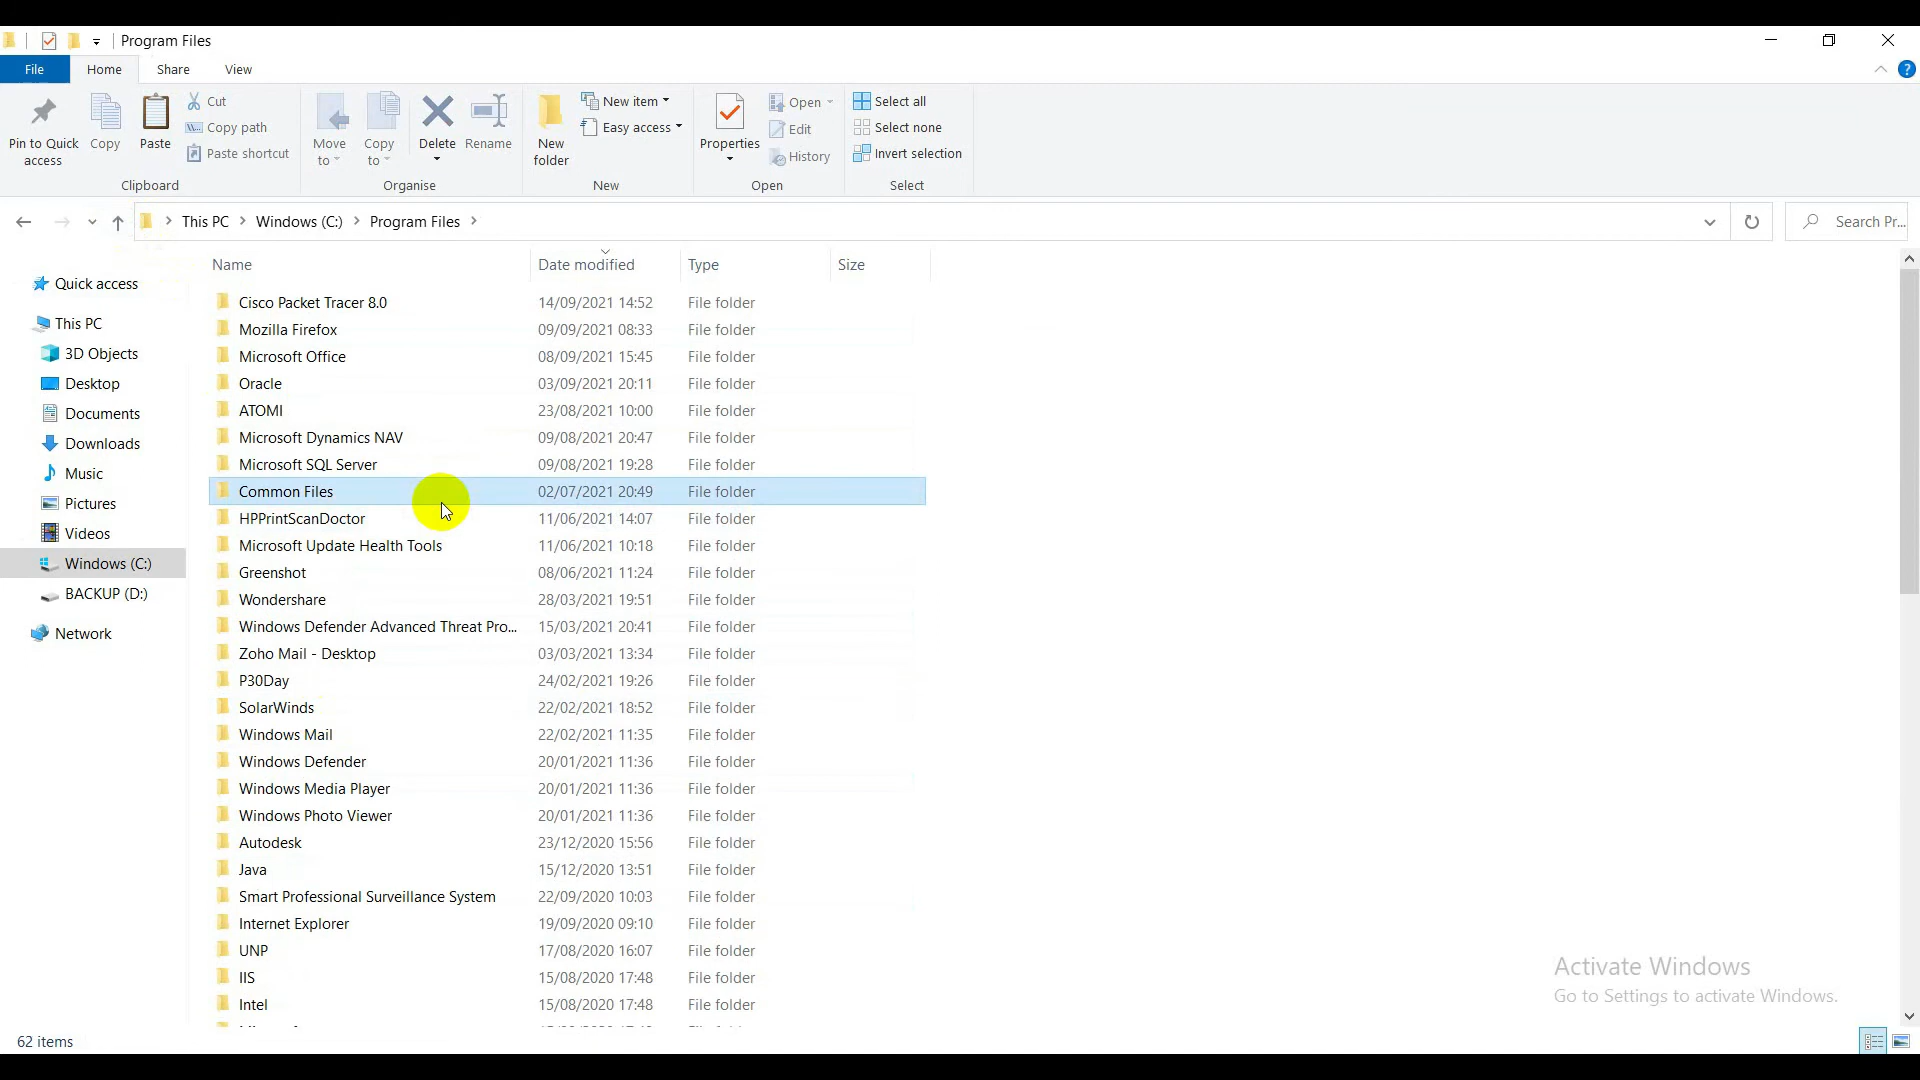 Program Files
File Home Share View
Pin to Quick access
Copy
Paste
Cut
Copy path
Paste shortcut
Clipboard
Move to
Copy to
Delete
Rename
Organise
New folder
New item
Easy access
New
Properties
Open
Edit
History
Open
Select all
Select none
Invert selection
Select
This PC Windows (C:) Program Files
Search Pr...
Quick access
This PC
3D Objects
Desktop
Documents
Downloads
Music
Pictures
Videos
Windows (C:)
BACKUP (D:)
Network
Name Date modified Type Size
Cisco Packet Tracer 8.0 14/09/2021 14:52 File folder
Mozilla Firefox 09/09/2021 08:33 File folder
Microsoft Office 08/09/2021 15:45 File folder
Oracle 03/09/2021 20:11 File folder
ATOMI 23/08/2021 10:00 File folder
Microsoft Dynamics NAV 09/08/2021 20:47 File folder
Microsoft SQL Server 09/08/2021 19:28 File folder
Common Files 02/07/2021 20:49 File folder
HPPrintScanDoctor 11/06/2021 14:07 File folder
Microsoft Update Health Tools 11/06/2021 10:18 File folder
Greenshot 08/06/2021 11:24 File folder
Wondershare 28/03/2021 19:51 File folder
Windows Defender Advanced Threat Pro... 15/03/2021 20:41 File folder
Zoho Mail - Desktop 03/03/2021 13:34 File folder
P30Day 24/02/2021 19:26 File folder
SolarWinds 22/02/2021 18:52 File folder
Windows Mail 22/02/2021 11:35 File folder
Windows Defender 20/01/2021 11:36 File folder
Windows Media Player 20/01/2021 11:36 File folder
Windows Photo Viewer 20/01/2021 11:36 File folder
Autodesk 23/12/2020 15:56 File folder
Java 15/12/2020 13:51 File folder
Smart Professional Surveillance System 22/09/2020 10:03 File folder
Internet Explorer 19/09/2020 09:10 File folder
UNP 17/08/2020 16:07 File folder
IIS 15/08/2020 17:48 File folder
Intel 15/08/2020 17:48 File folder
Activate Windows
Go to Settings to activate Windows.
62 items